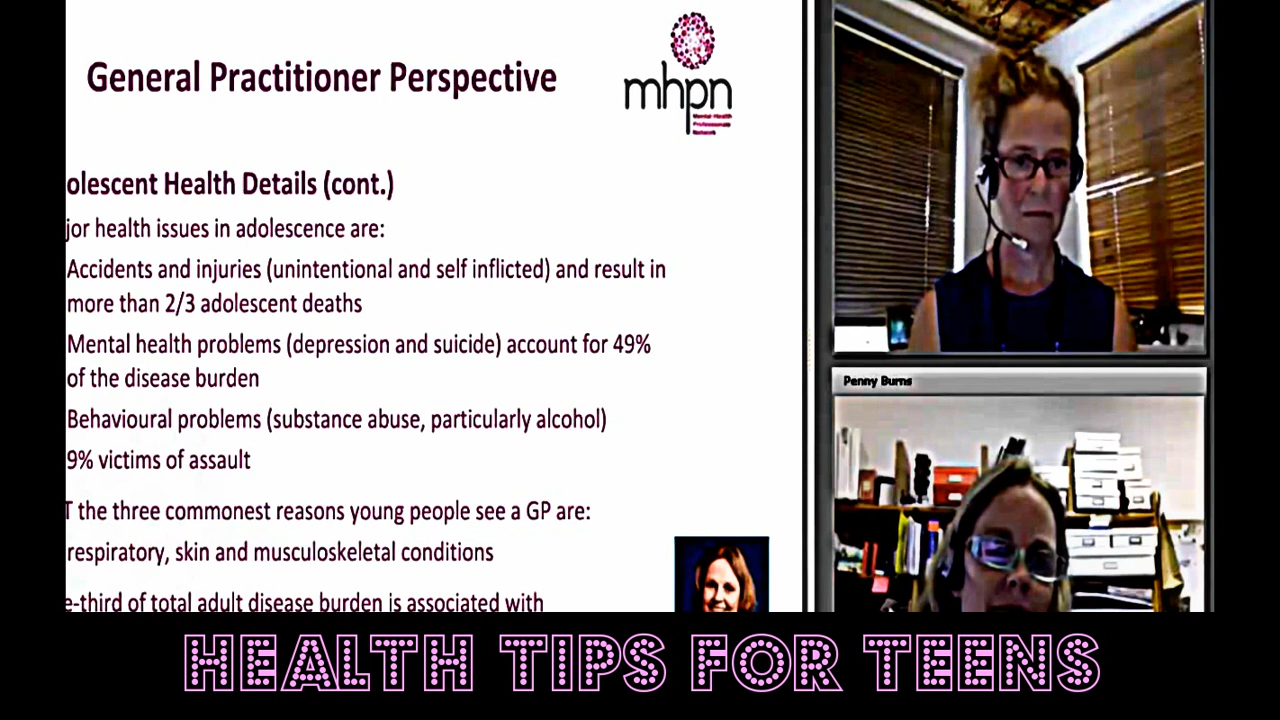 General Practitioner Perspective
mhpn
Mental Health
Professionals
Network
olescent Health Details (cont.)
jor health issues in adolescence are:
Accidents and injuries (unintentional and self inflicted) and result in
more than 2/3 adolescent deaths
Mental health problems (depression and suicide) account for 49%
of the disease burden
Behavioural problems (substance abuse, particularly alcohol)
9% victims of assault
T the three commonest reasons young people see a GP are:
respiratory, skin and musculoskeletal conditions
e-third of total adult disease burden is associated with
Penny Burns
HEALTH TIPS FOR TEENS